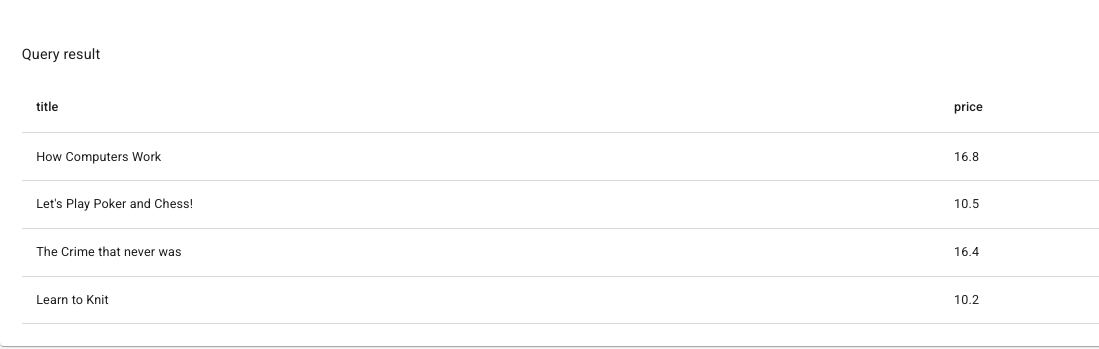 Query result
title price
How Computers Work 16.8
Let's Play Poker and Chess! 10.5
The Crime that never was 16.4
Learn to Knit 10.2